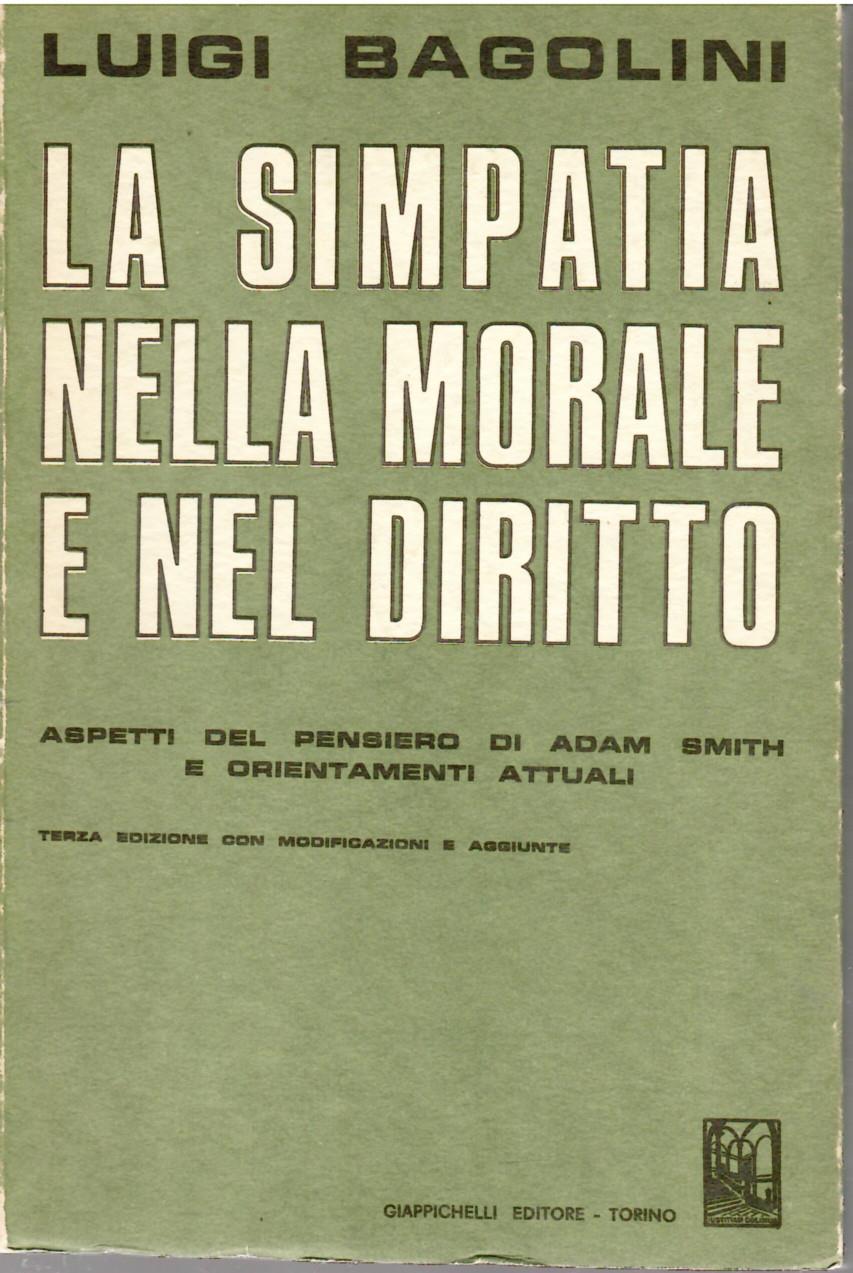 LUIGI BAGOLINI
LA SIMPATIA
NELLA MORALE
E NEL DIRITTO
ASPETTI DEL PENSIERO DI ADAM SMITH
E ORIENTAMENTI ATTUALI
TERZA EDIZIONE CON MODIFICAZIONI E AGGIUNTE
GIAPPICHELLI EDITORE - TORINO